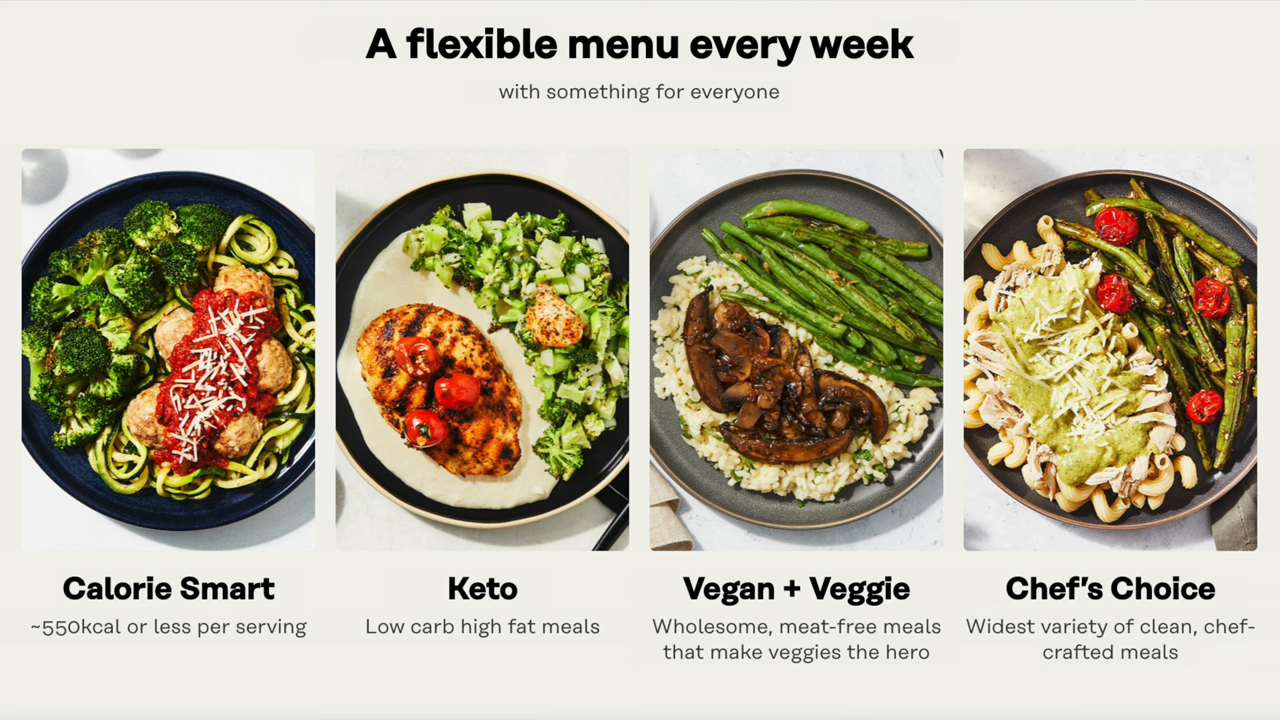 A flexible menu every week
with something for everyone
Calorie Smart
~550kcal or less per serving
Keto
Low carb high fat meals
Vegan + Veggie
Wholesome, meat-free meals
that make veggies the hero
Chef's Choice
Widest variety of clean, chef-
crafted meals